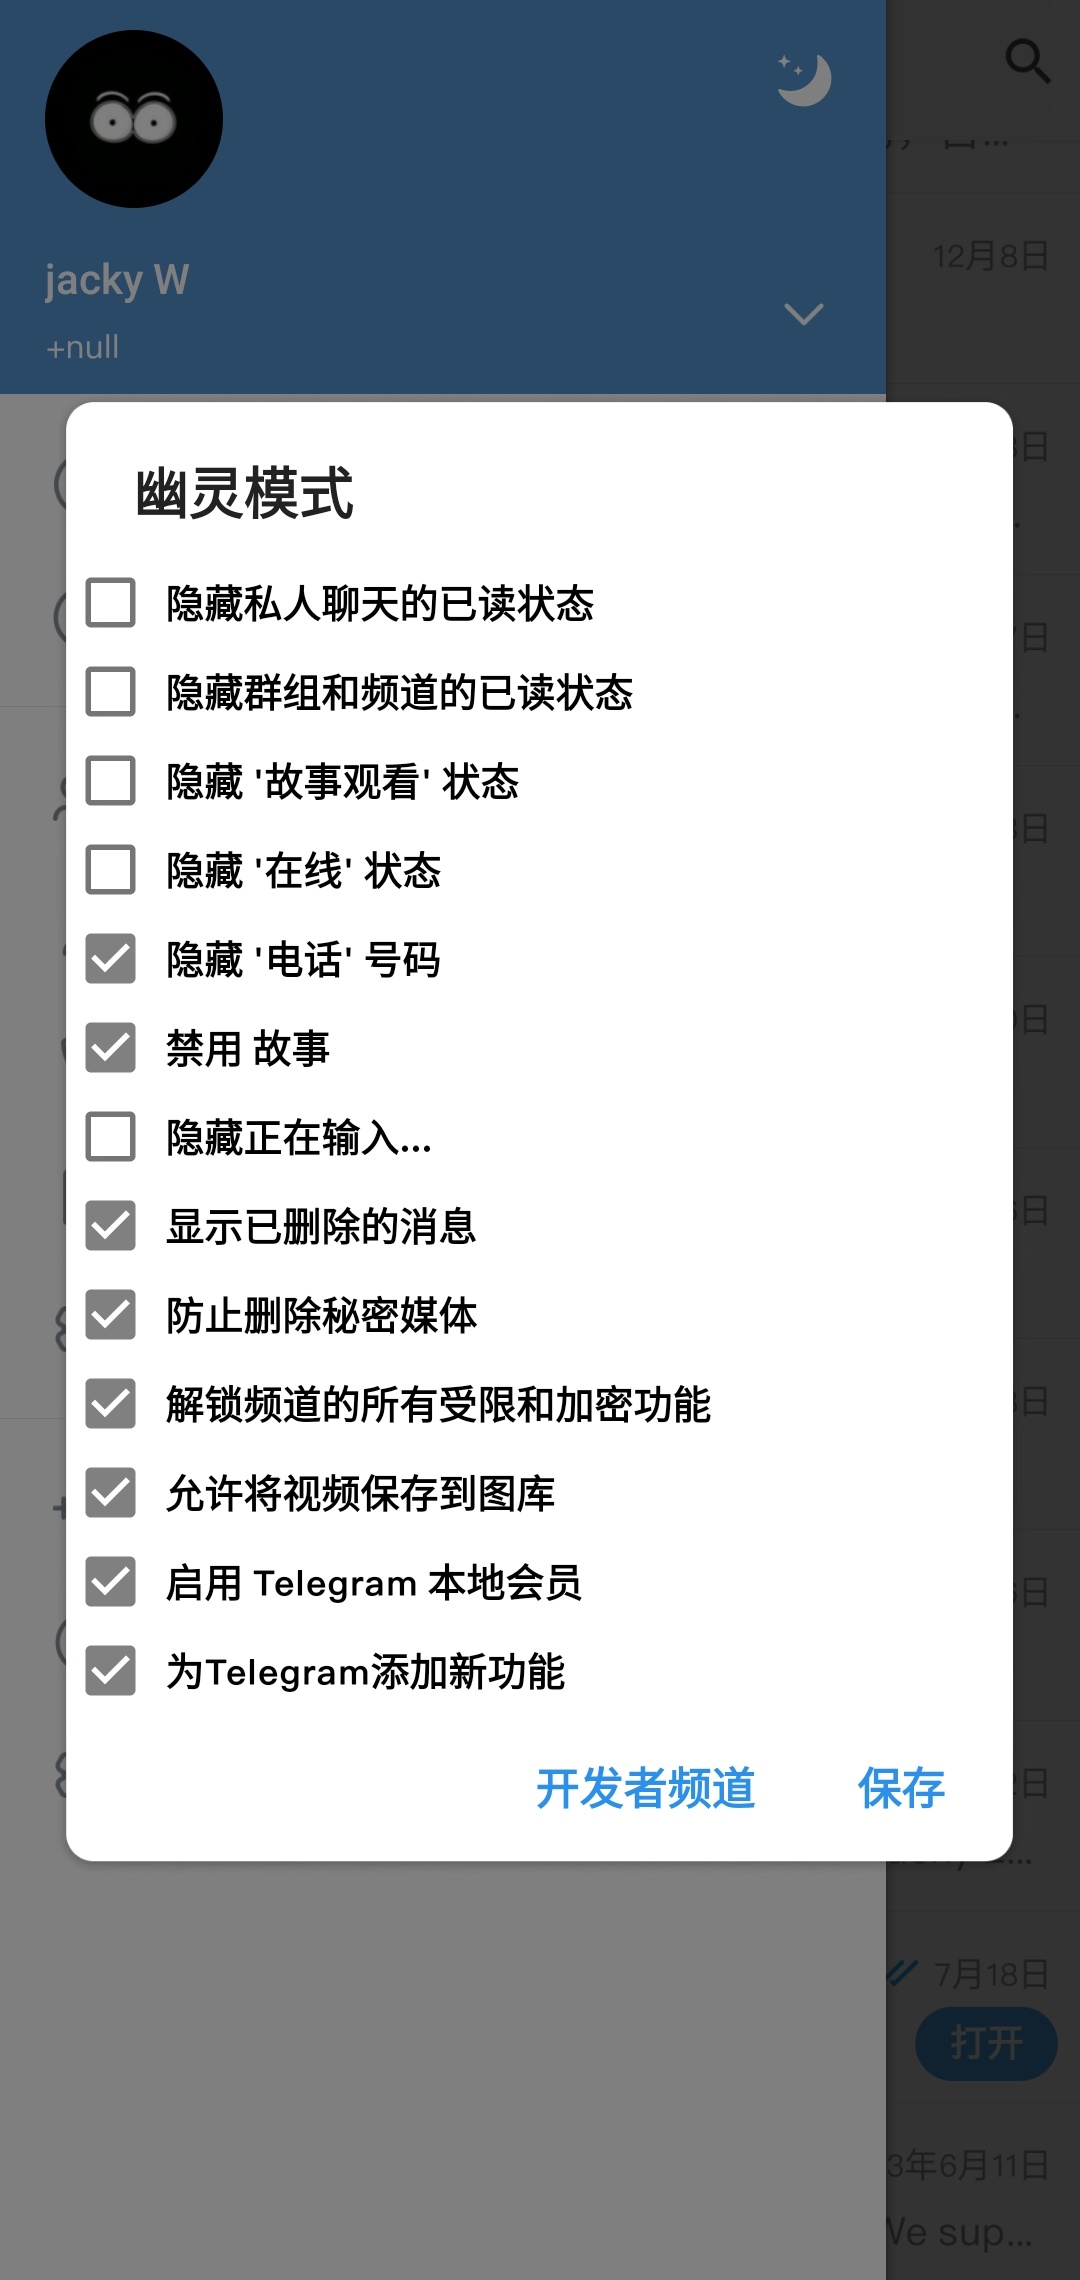 jacky W
+null
12月8日
幽灵模式
隐藏私人聊天的已读状态
隐藏群组和频道的已读状态
隐藏 '故事观看' 状态
隐藏 '在线' 状态
隐藏 '电话' 号码
禁用 故事
隐藏正在输入...
显示已删除的消息
防止删除秘密媒体
解锁频道的所有受限和加密功能
允许将视频保存到图库
启用 Telegram 本地会员
为Telegram添加新功能
开发者频道
保存
7月18日
打开
3年6月11日
We sup...